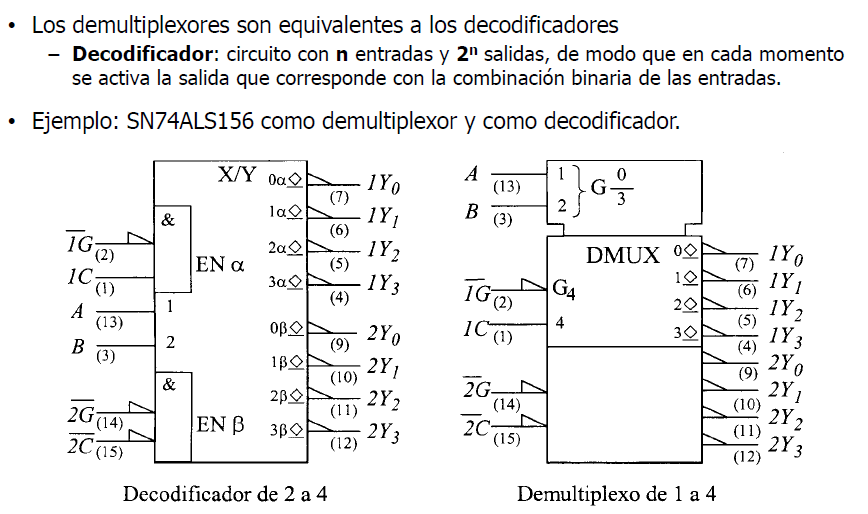 • Los demultiplexores son equivalentes a los decodificadores
– Decodificador: circuito con n entradas y 2ⁿ salidas, de modo que en cada momento
se activa la salida que corresponde con la combinación binaria de las entradas.
• Ejemplo: SN74ALS156 como demultiplexor y como decodificador.
X/Y
&
1G̅ (2)
1C (1)
EN α
A (13) 1
B (3) 2
&
2G̅ (14)
2C̅ (15)
EN β
0α◇ (7) 1Y₀
1α◇ (6) 1Y₁
2α◇ (5) 1Y₂
3α◇ (4) 1Y₃
0β◇ (9) 2Y₀
1β◇ (10) 2Y₁
2β◇ (11) 2Y₂
3β◇ (12) 2Y₃
Decodificador de 2 a 4
A (13) 1
B (3) 2
} G 0/3
DMUX
1G̅ (2) G₄
1C (1) 4
2G̅ (14)
2C̅ (15)
0◇ (7) 1Y₀
1◇ (6) 1Y₁
2◇ (5) 1Y₂
3◇ (4) 1Y₃
(9) 2Y₀
(10) 2Y₁
(11) 2Y₂
(12) 2Y₃
Demultiplexo de 1 a 4